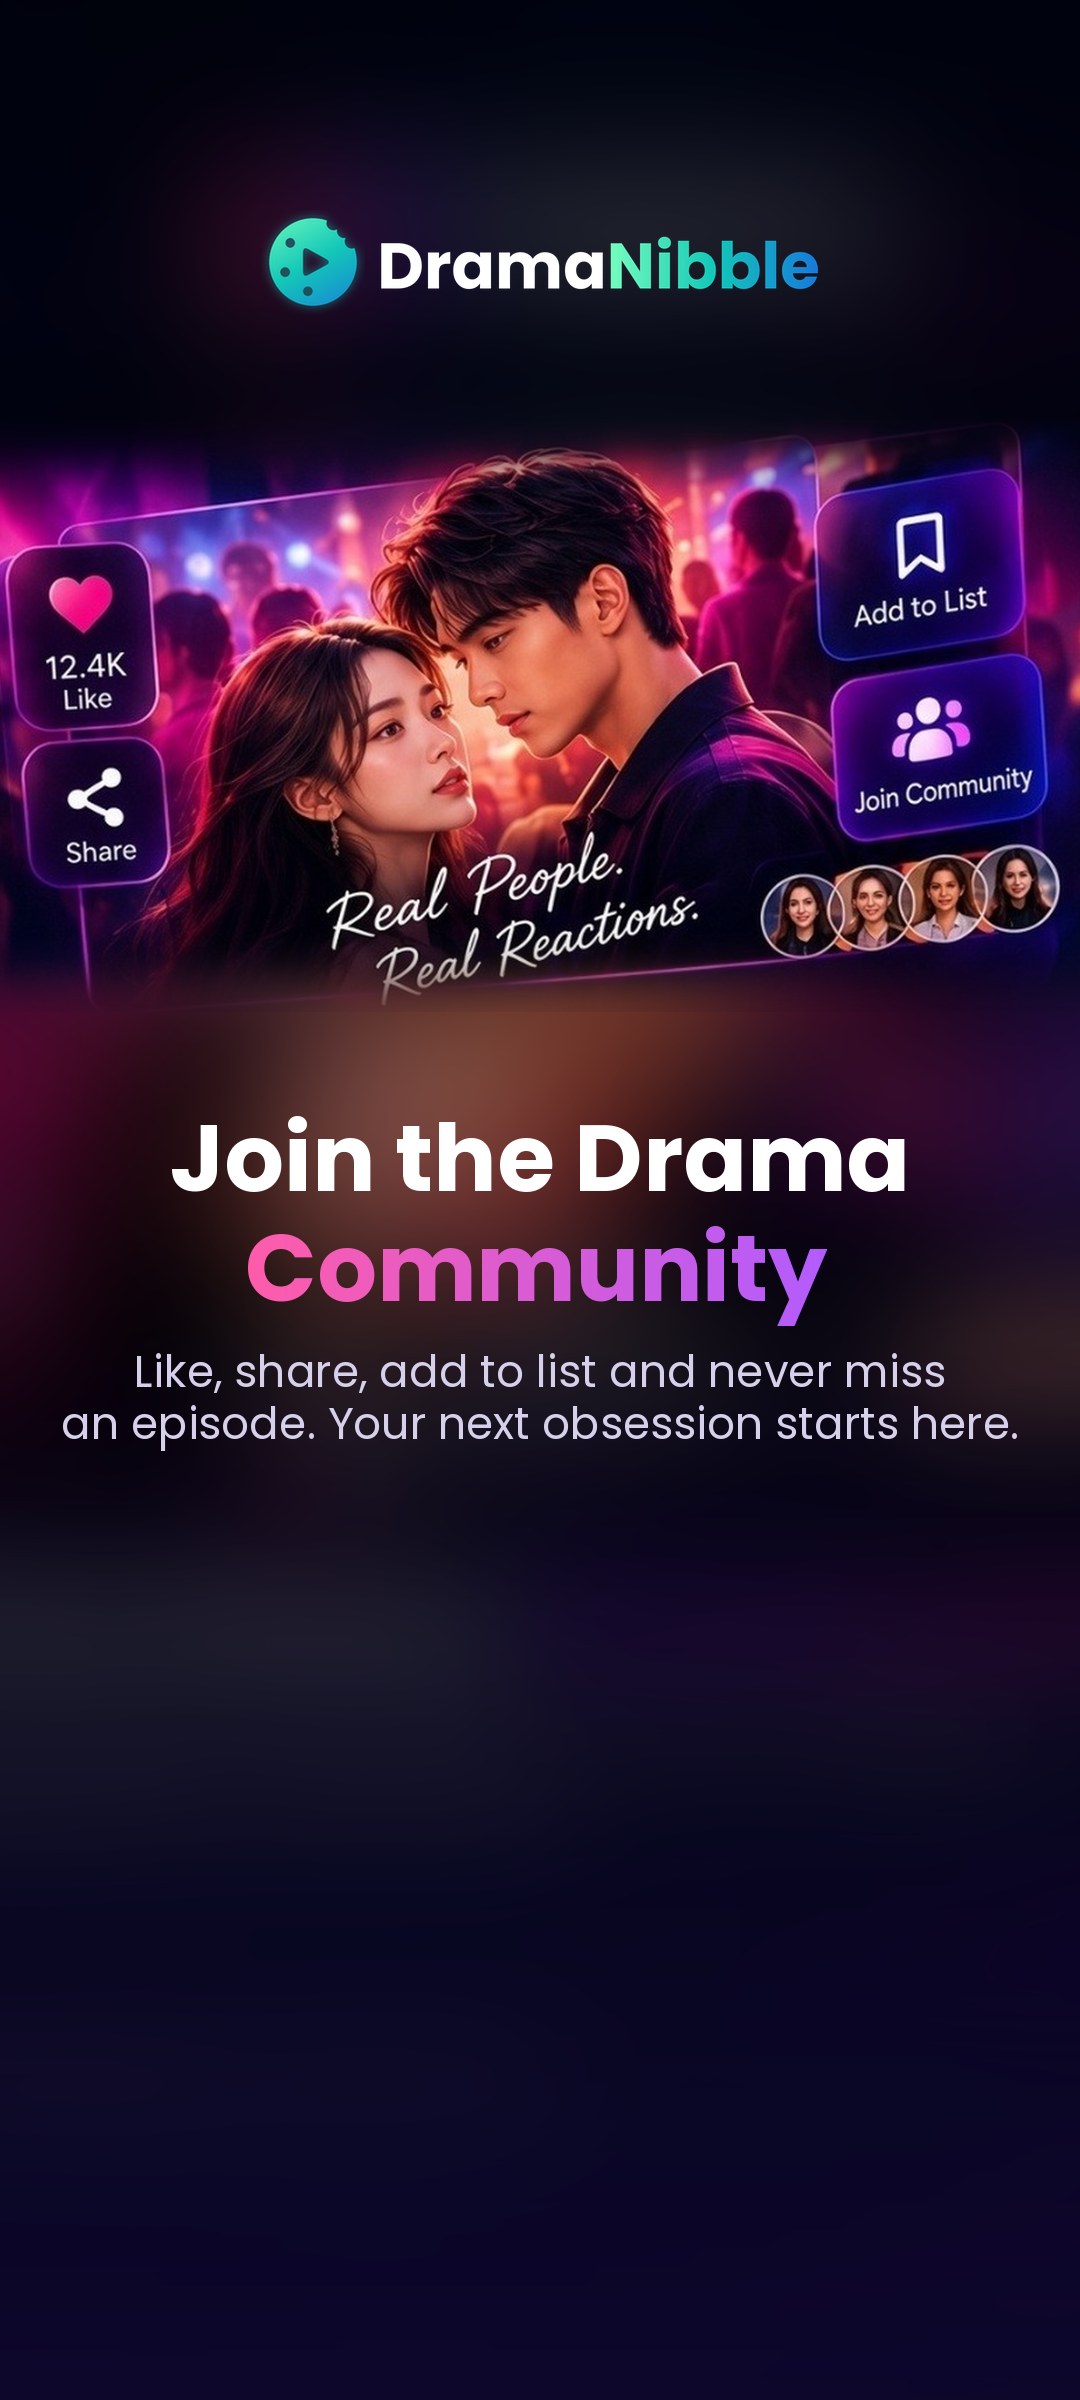 DramaNibble
12.4K
Like
Share
Add to List
Join Community
Real People.
Real Reactions.
Join the Drama
Community
Like, share, add to list and never miss
an episode. Your next obsession starts here.